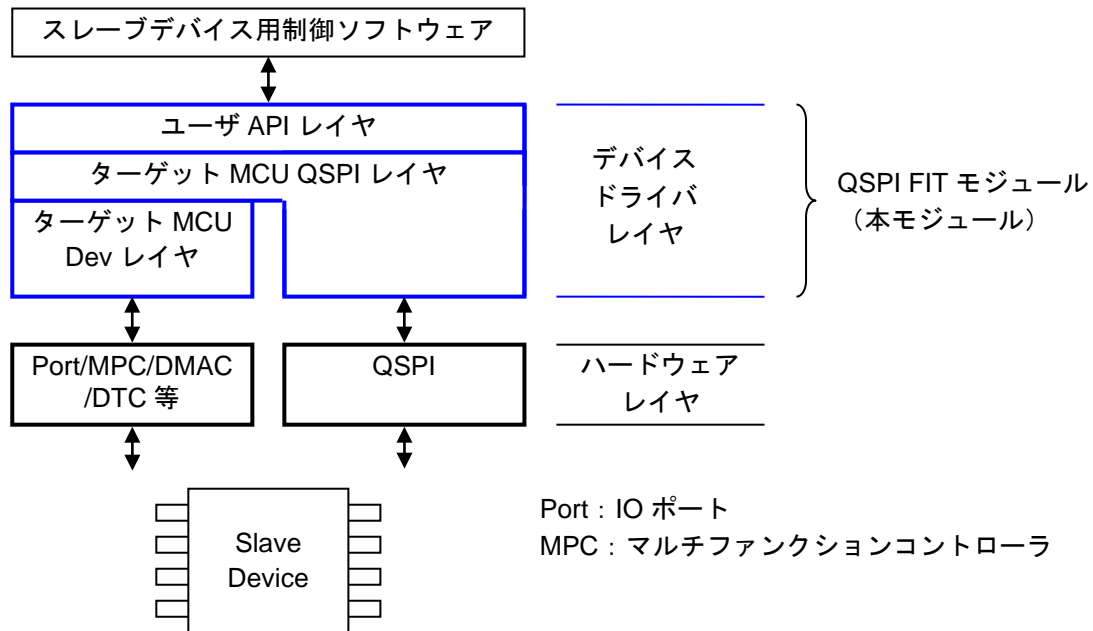 スレーブデバイス用制御ソフトウェア
ユーザ API レイヤ
ターゲット MCU QSPI レイヤ
ターゲット MCU
Dev レイヤ
デバイス
ドライバ
レイヤ
QSPI FIT モジュール
（本モジュール）
Port/MPC/DMAC
/DTC 等
QSPI
ハードウェア
レイヤ
Slave
Device
Port：IO ポート
MPC：マルチファンクションコントローラ